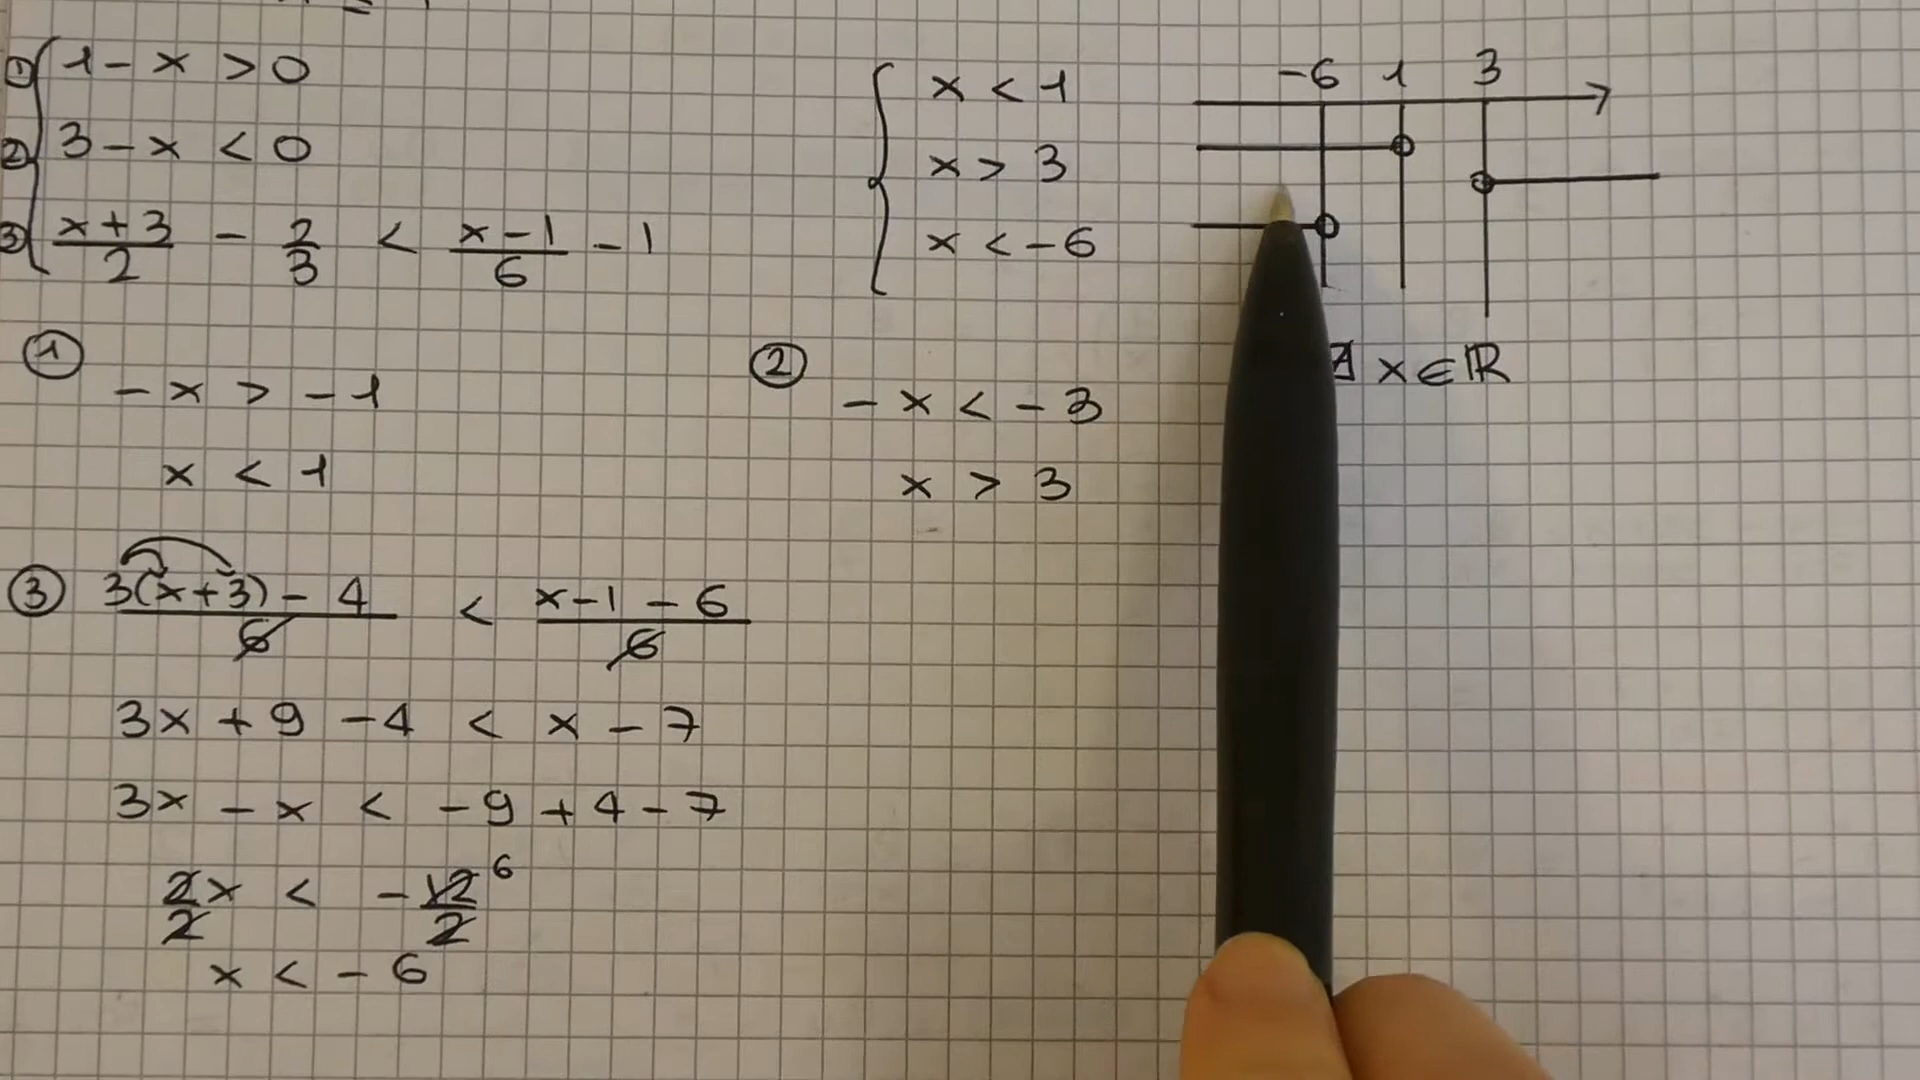 ① 1 - x > 0
② 3 - x < 0
③ (x + 3)/2 - 2/3 < (x - 1)/6 - 1
x < 1
x > 3
x < -6
-6 1 3
∄ x ∈ ℝ
①
- x > - 1
x < 1
②
- x < - 3
x > 3
③ (3(x + 3) - 4)/6 < (x - 1 - 6)/6
3x + 9 - 4 < x - 7
3x - x < - 9 + 4 - 7
2x/2 < - 12/2 6
x < - 6